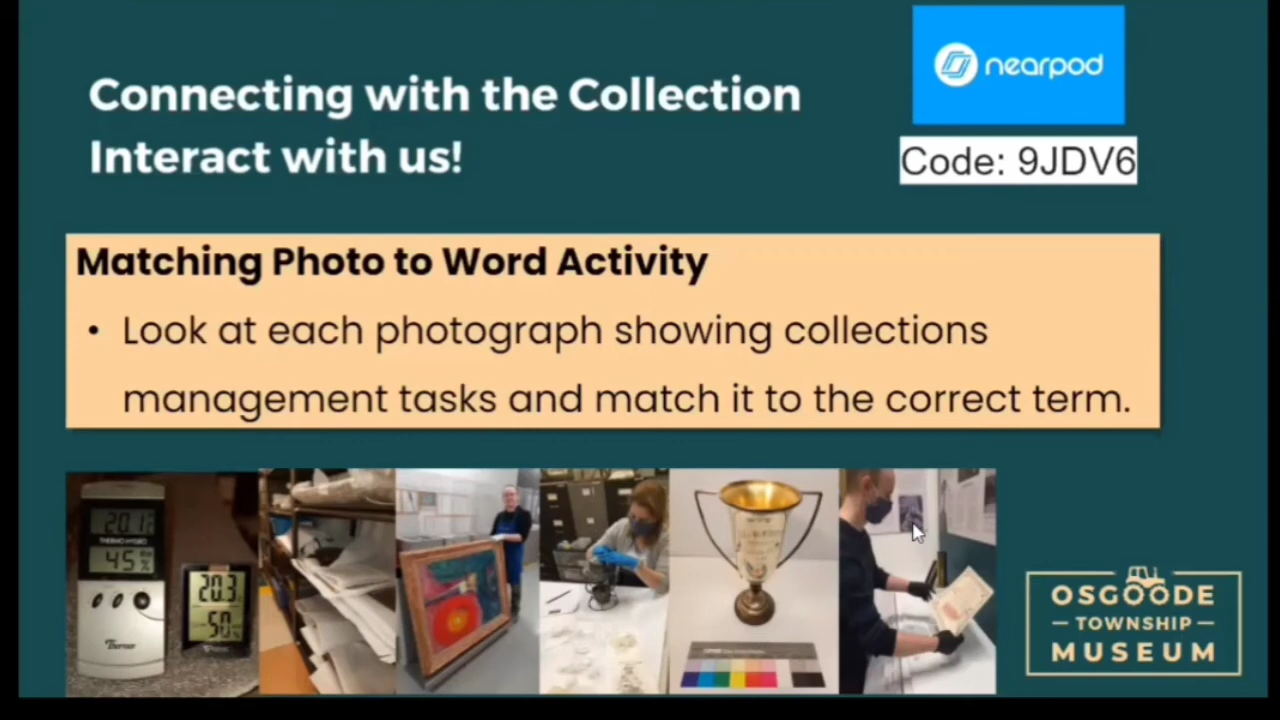 Connecting with the Collection
Interact with us!
nearpod
Code: 9JDV6
Matching Photo to Word Activity
• Look at each photograph showing collections
management tasks and match it to the correct term.
20.1
THERMO HYGRO
45%
20.3
50
OSGOODE
TOWNSHIP
MUSEUM